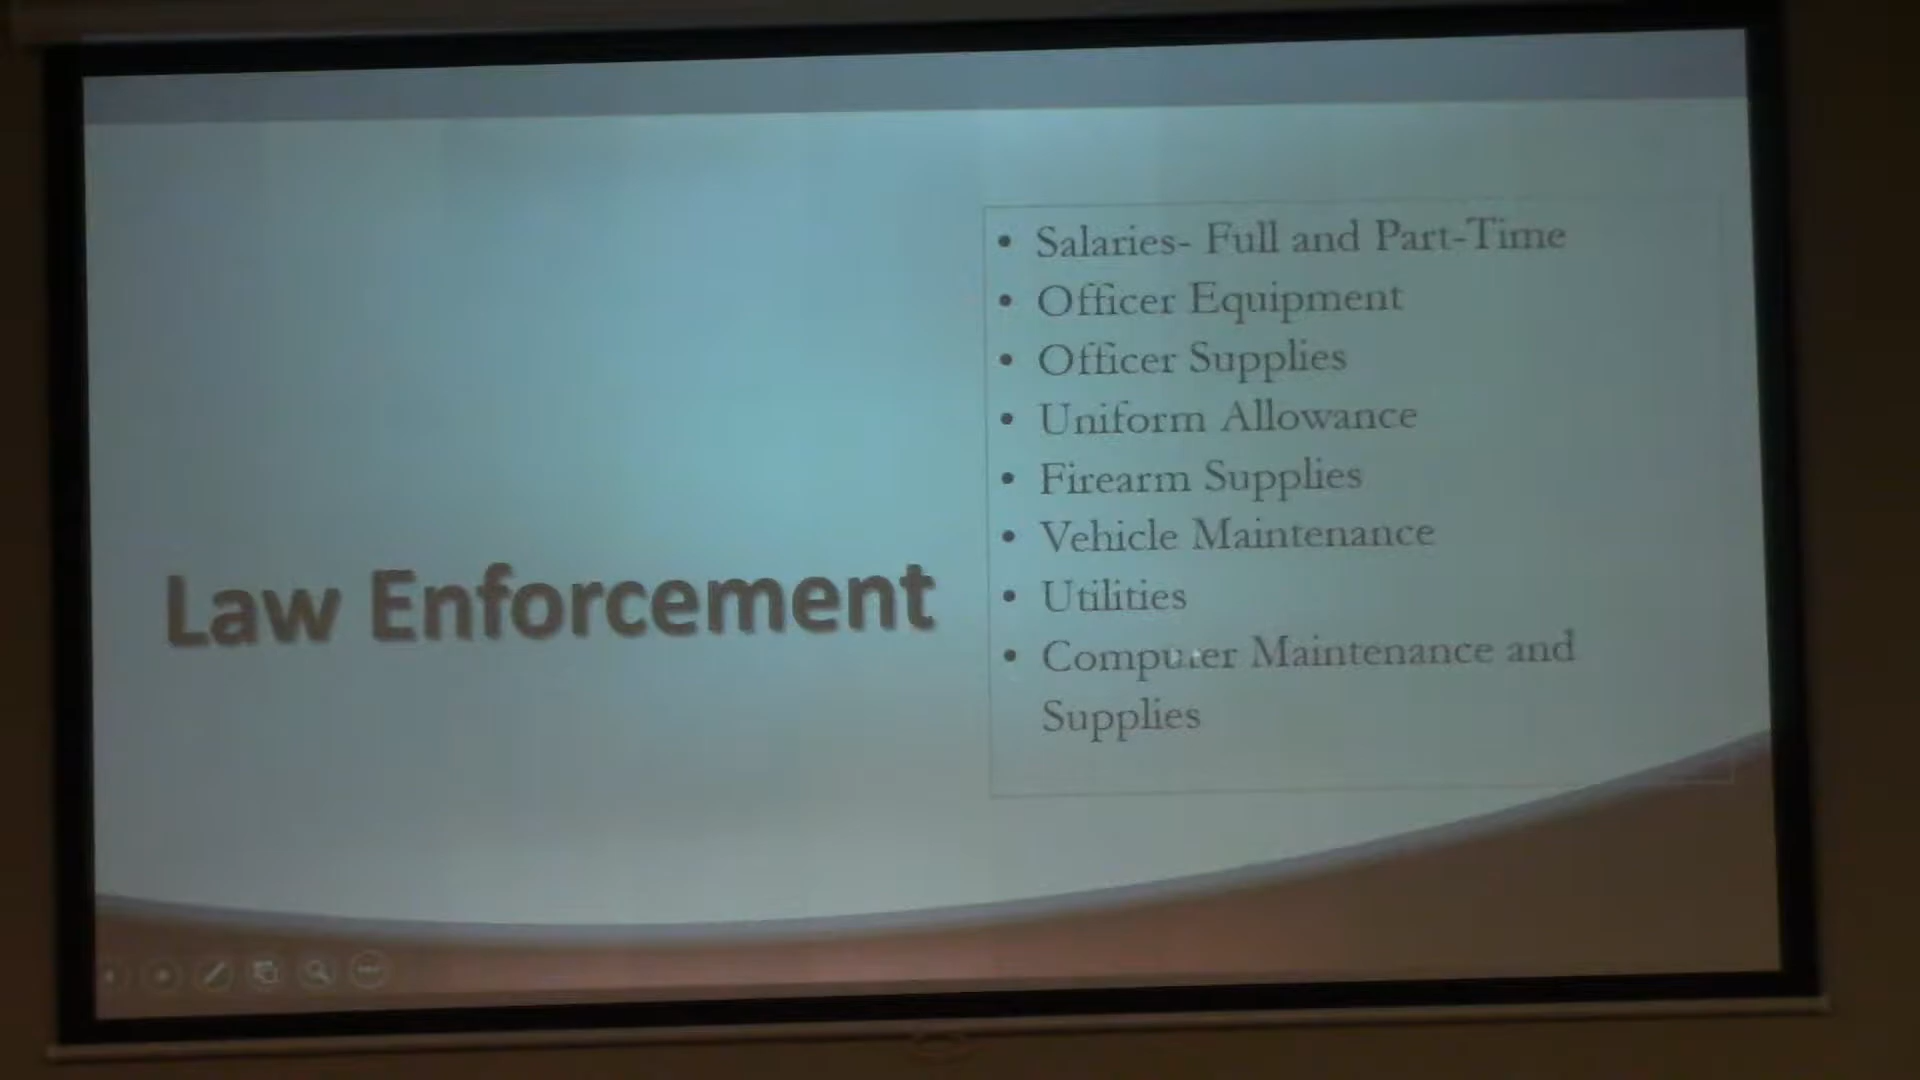 Law Enforcement
• Salaries- Full and Part-Time
• Officer Equipment
• Officer Supplies
• Uniform Allowance
• Firearm Supplies
• Vehicle Maintenance
• Utilities
• Computer Maintenance and
Supplies